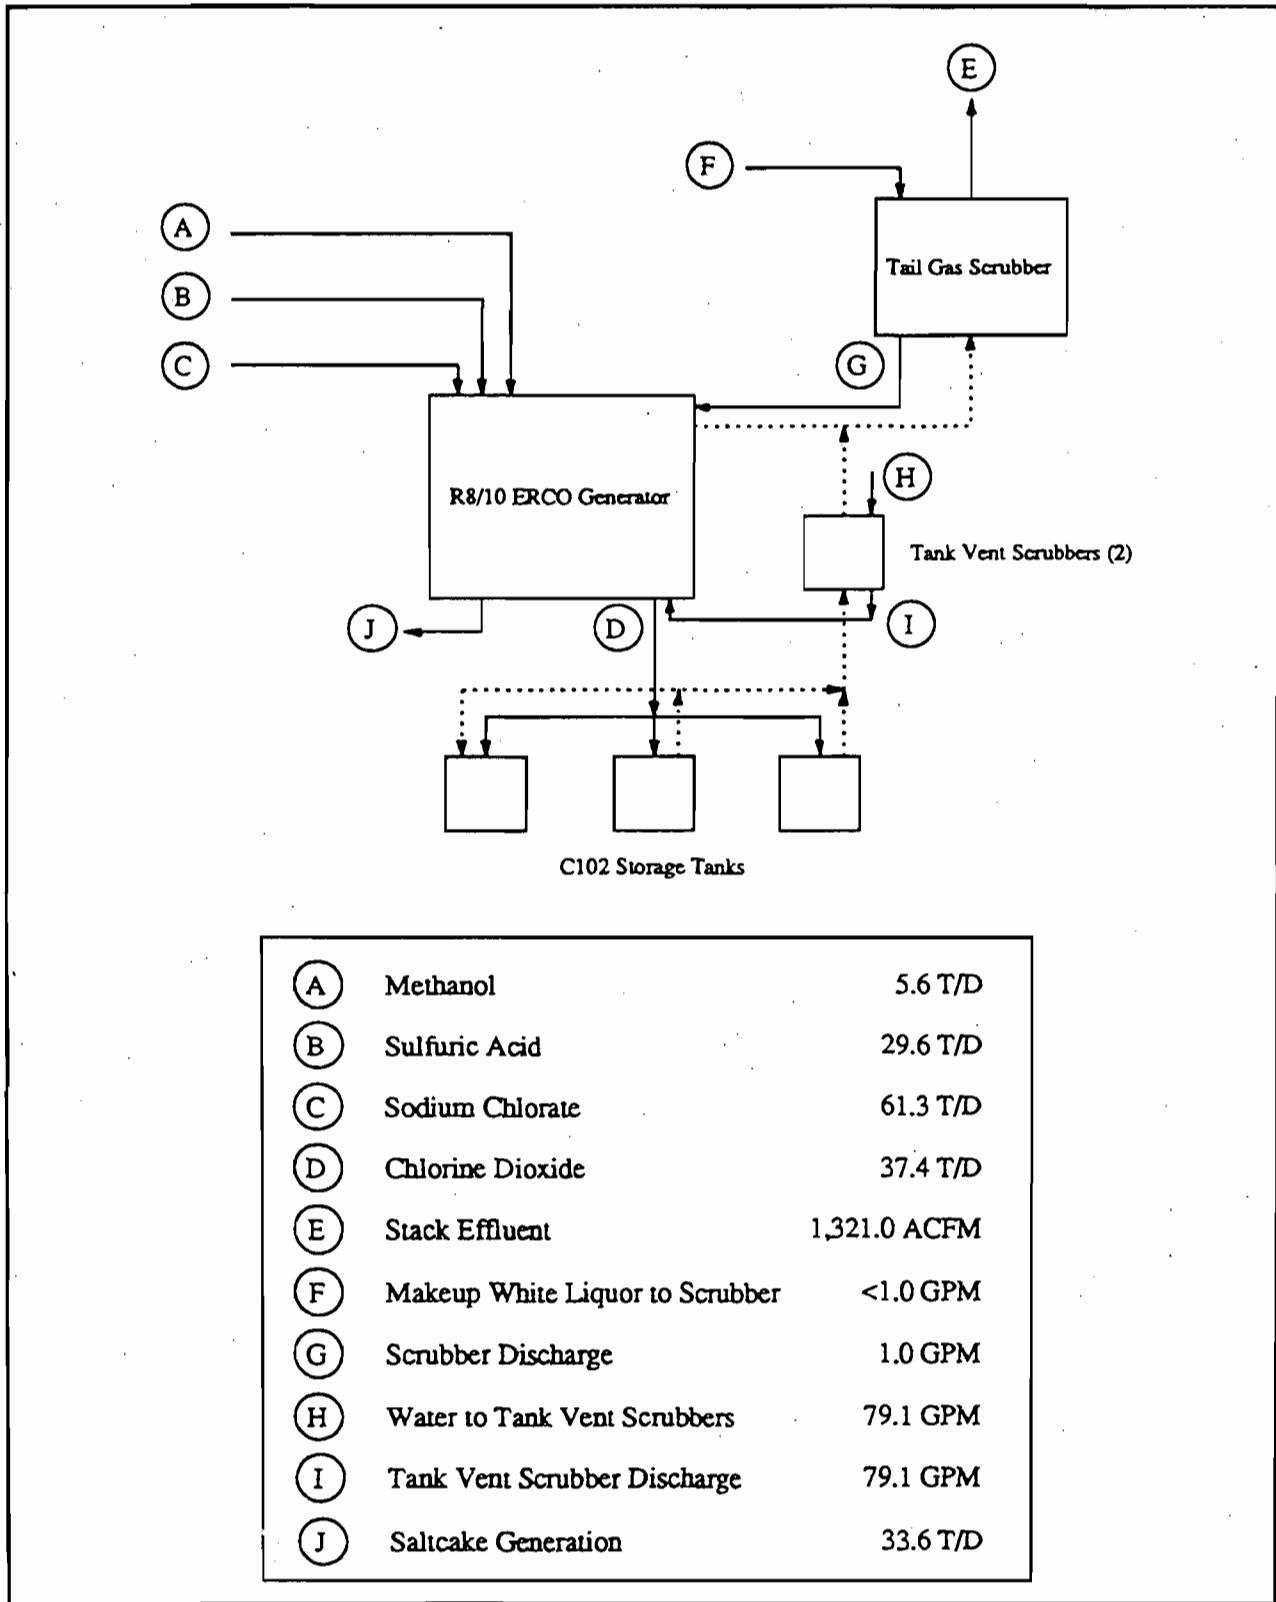 E
F
A
Tail Gas Scrubber
B
G
C
H
R8/10 ERCO Generator
Tank Vent Scrubbers (2)
J
D
I
C102 Storage Tanks
A Methanol 5.6 T/D
B Sulfuric Acid 29.6 T/D
C Sodium Chlorate 61.3 T/D
D Chlorine Dioxide 37.4 T/D
E Stack Effluent 1,321.0 ACFM
F Makeup White Liquor to Scrubber <1.0 GPM
G Scrubber Discharge 1.0 GPM
H Water to Tank Vent Scrubbers 79.1 GPM
I Tank Vent Scrubber Discharge 79.1 GPM
J Saltcake Generation 33.6 T/D